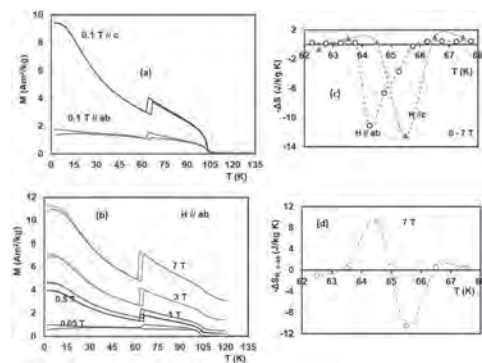 M (Am²/kg)
10
8
6
4
2
0
0.1 T // c
(a)
0.1 T // ab
0 15 30 45 60 75 90 105 120 135
T (K)
-ΔS (J/kg K)
2
-2
-6
-10
-14
62 63 64 65 66 67 68
T (K)
(c)
H // ab
H // c
0 - 7 T
M (Am²/kg)
12
10
8
6
4
2
0
(b)
H // ab
7 T
3 T
1 T
0.5 T
0.05 T
0 15 30 45 60 75 90 105 120 135
T (K)
(J/kg K)
12
6
0
-6
-12
(d)
7 T
62 63 64 65 66 67 68
T (K)